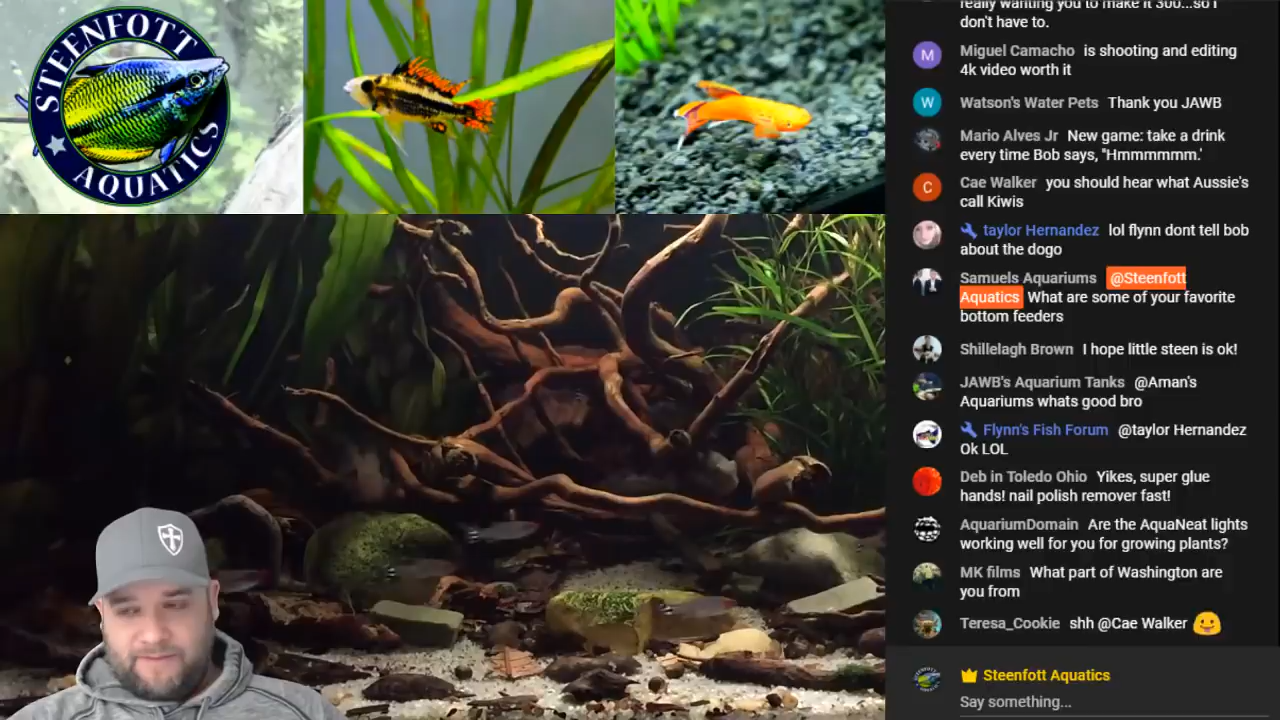 STEENFOTT
AQUATICS
really wanting you to make it 300...so I
don't have to.
M
Miguel Camacho is shooting and editing
4k video worth it
W
Watson's Water Pets Thank you JAWB
Mario Alves Jr New game: take a drink
every time Bob says, "Hmmmmmm.'
C
Cae Walker you should hear what Aussie's
call Kiwis
taylor Hernandez lol flynn dont tell bob
about the dogo
Samuels Aquariums @Steenfott
Aquatics What are some of your favorite
bottom feeders
Shillelagh Brown I hope little steen is ok!
JAWB's Aquarium Tanks @Aman's
Aquariums whats good bro
Flynn's Fish Forum @taylor Hernandez
Ok LOL
Deb in Toledo Ohio Yikes, super glue
hands! nail polish remover fast!
AquariumDomain Are the AquaNeat lights
working well for you for growing plants?
MK films What part of Washington are
you from
Teresa_Cookie shh @Cae Walker
Steenfott Aquatics
Say something...